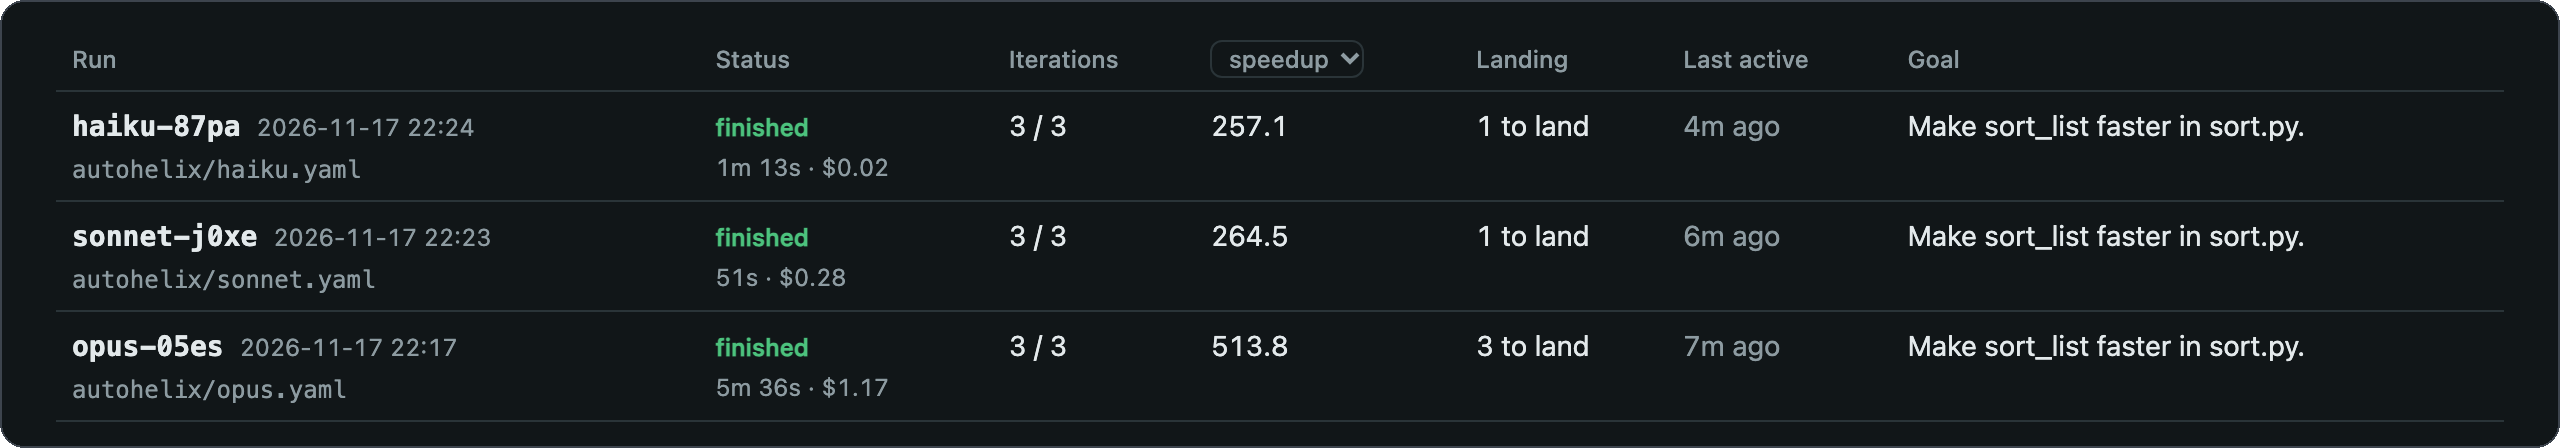 Run Status Iterations speedup Landing Last active Goal
haiku-87pa 2026-11-17 22:24 finished 3 / 3 257.1 1 to land 4m ago Make sort_list faster in sort.py.
autohelix/haiku.yaml 1m 13s · $0.02
sonnet-j0xe 2026-11-17 22:23 finished 3 / 3 264.5 1 to land 6m ago Make sort_list faster in sort.py.
autohelix/sonnet.yaml 51s · $0.28
opus-05es 2026-11-17 22:17 finished 3 / 3 513.8 3 to land 7m ago Make sort_list faster in sort.py.
autohelix/opus.yaml 5m 36s · $1.17